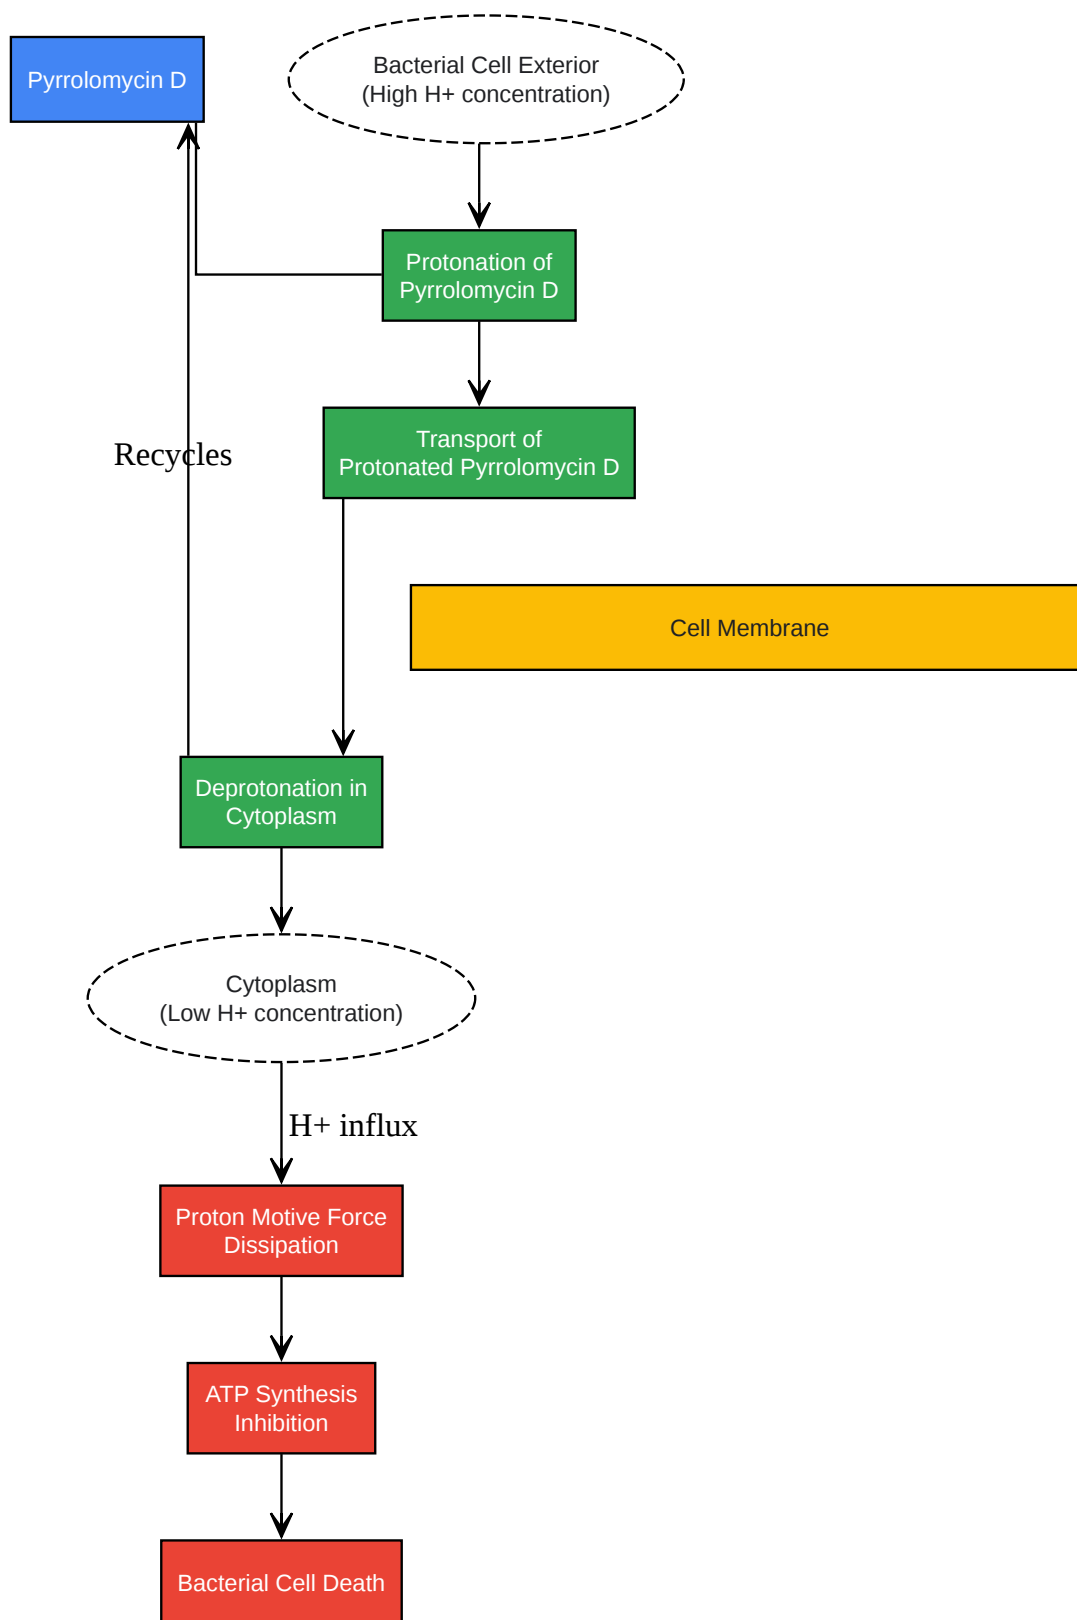 Pyrrolomycin D
Bacterial Cell Exterior
(High H+ concentration)
Protonation of
Pyrrolomycin D
Transport of
Protonated Pyrrolomycin D
Recycles
Cell Membrane
Deprotonation in
Cytoplasm
Cytoplasm
(Low H+ concentration)
H+ influx
Proton Motive Force
Dissipation
ATP Synthesis
Inhibition
Bacterial Cell Death